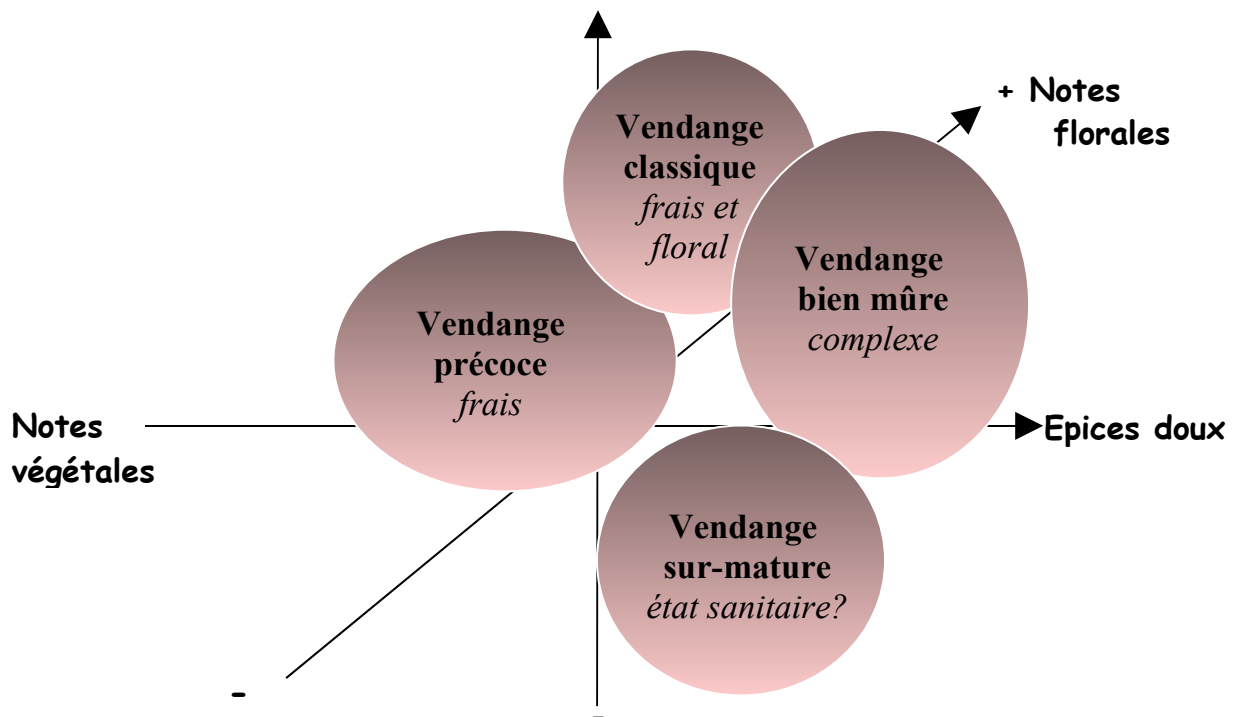 + Notes
florales
Vendange
classique
frais et
floral
Vendange
bien mûre
complexe
Vendange
précoce
frais
Notes
végétales
Epices doux
Vendange
sur-mature
état sanitaire?
-